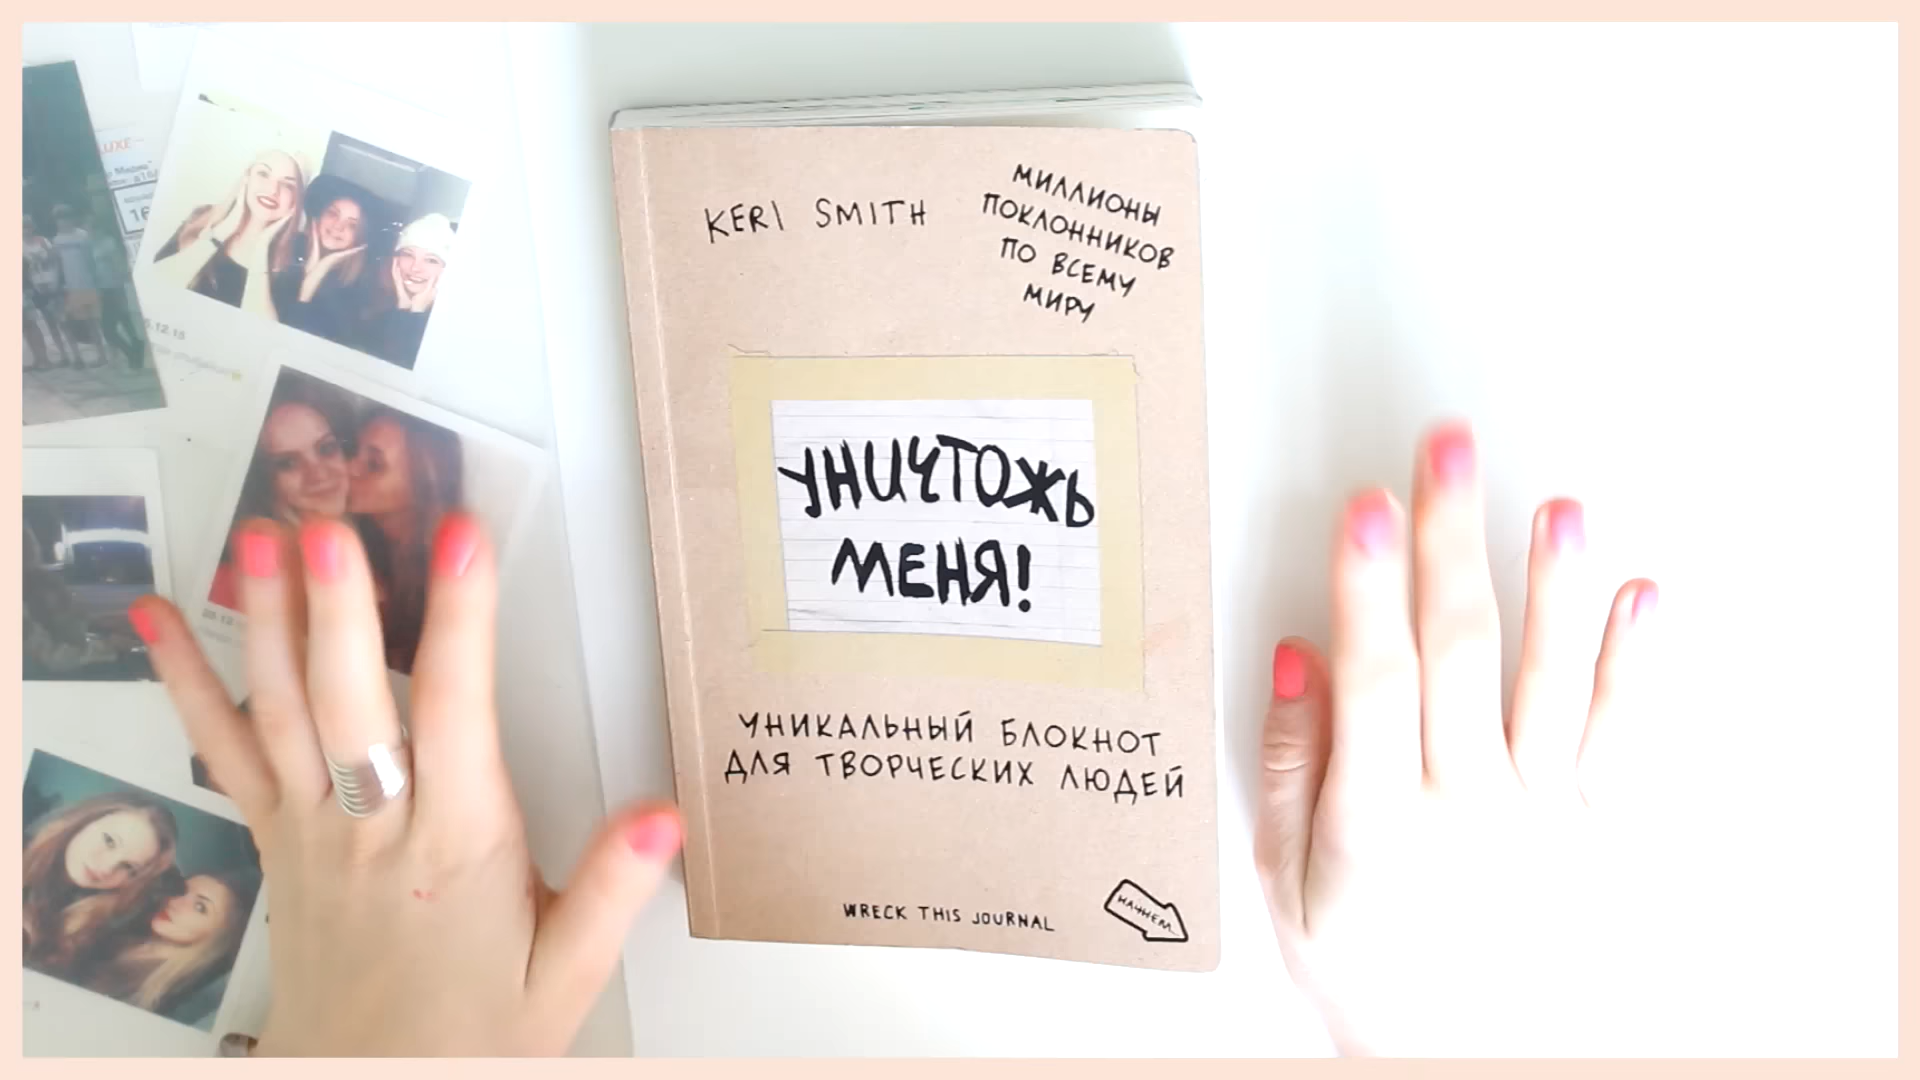 KERI SMITH
МИЛЛИОНЫ
ПОКЛОННИКОВ
ПО ВСЕМУ
МИРУ
УНИЧТОЖЬ
МЕНЯ!
УНИКАЛЬНЫЙ БЛОКНОТ
ДЛЯ ТВОРЧЕСКИХ ЛЮДЕЙ
WRECK THIS JOURNAL
НАЧНЕМ